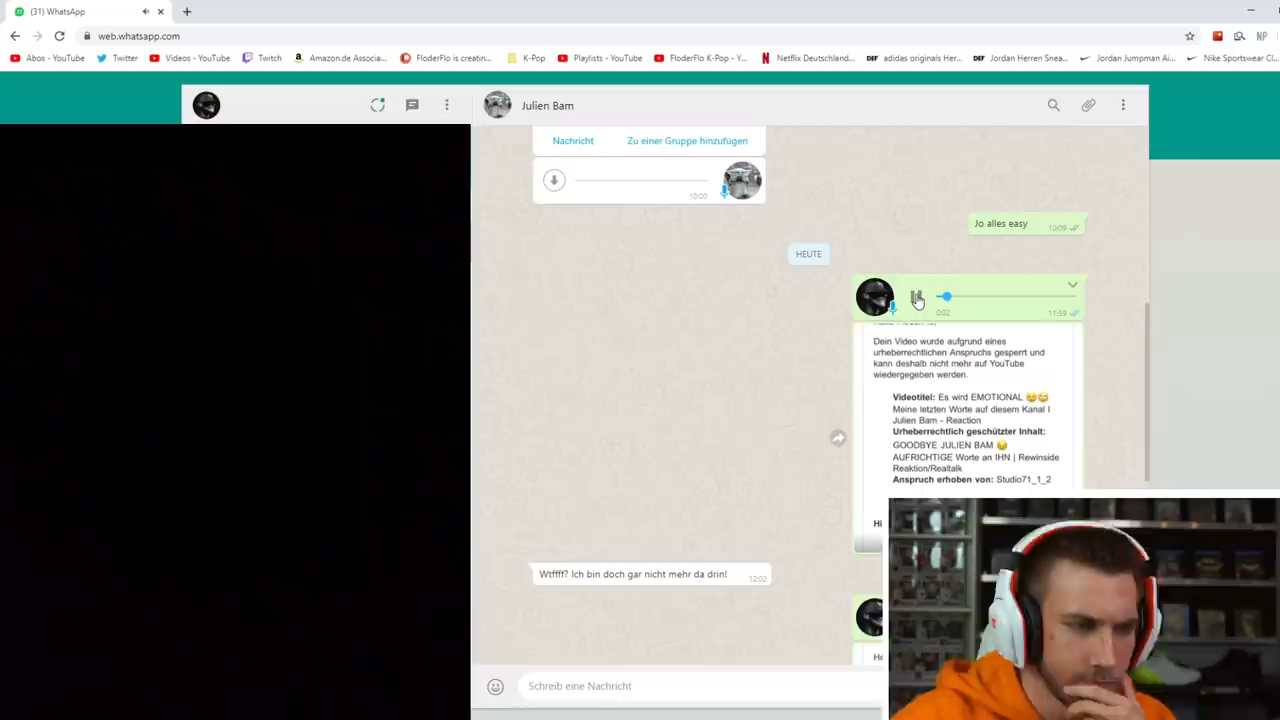 (31) WhatsApp
web.whatsapp.com
NP
Abos - YouTube
Twitter
Videos - YouTube
Twitch
Amazon.de Associa...
FloderFlo is creatin...
K-Pop
Playlists - YouTube
FloderFlo K-Pop - Y...
Netflix Deutschland...
adidas originals Her...
Jordan Herren Snea...
Jordan Jumpman Ai...
Nike Sportswear Cl...
Julien Bam
Nachricht
Zu einer Gruppe hinzufügen
10:00
Jo alles easy
10:09
HEUTE
0:02
11:59
Dein Video wurde aufgrund eines
urheberrechtlichen Anspruchs gesperrt und
kann deshalb nicht mehr auf YouTube
wiedergegeben werden.
Videotitel: Es wird EMOTIONAL
Meine letzten Worte auf diesem Kanal I
Julien Bam - Reaction
Urheberrechtlich geschützter Inhalt:
GOODBYE JULIEN BAM
AUFRICHTIGE Worte an IHN | Rewinside
Reaktion/Realtalk
Anspruch erhoben von: Studio71_1_2
Hi
Wtffff? Ich bin doch gar nicht mehr da drin!
12:02
Schreib eine Nachricht